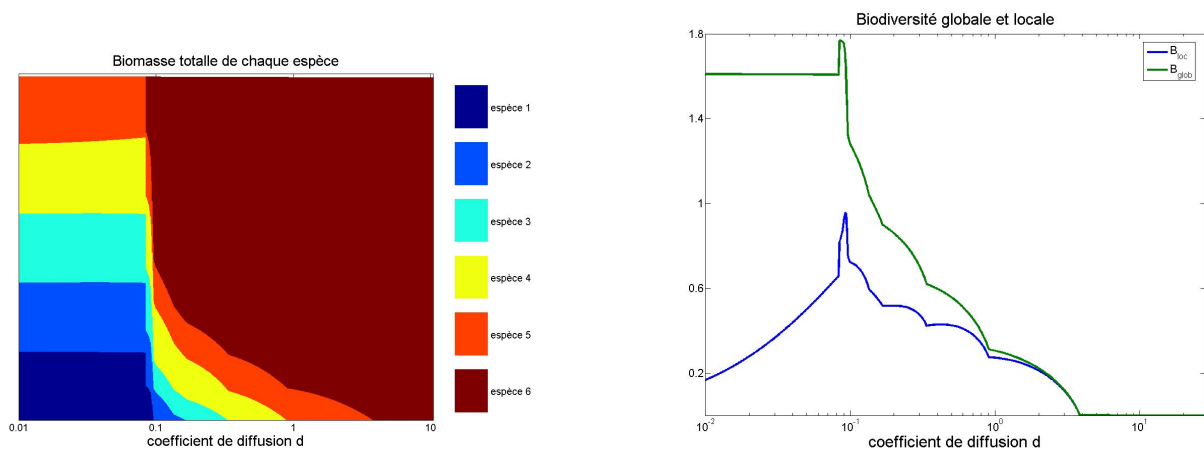 Biomasse totalle de chaque espèce
espèce 1
espèce 2
espèce 3
espèce 4
espèce 5
espèce 6
0.01 0.1 1 10
coefficient de diffusion d
Biodiversité globale et locale
1.8
1.4
1
0.6
0.2
B_loc
B_glob
10^-2 10^-1 10^0 10^1
coefficient de diffusion d